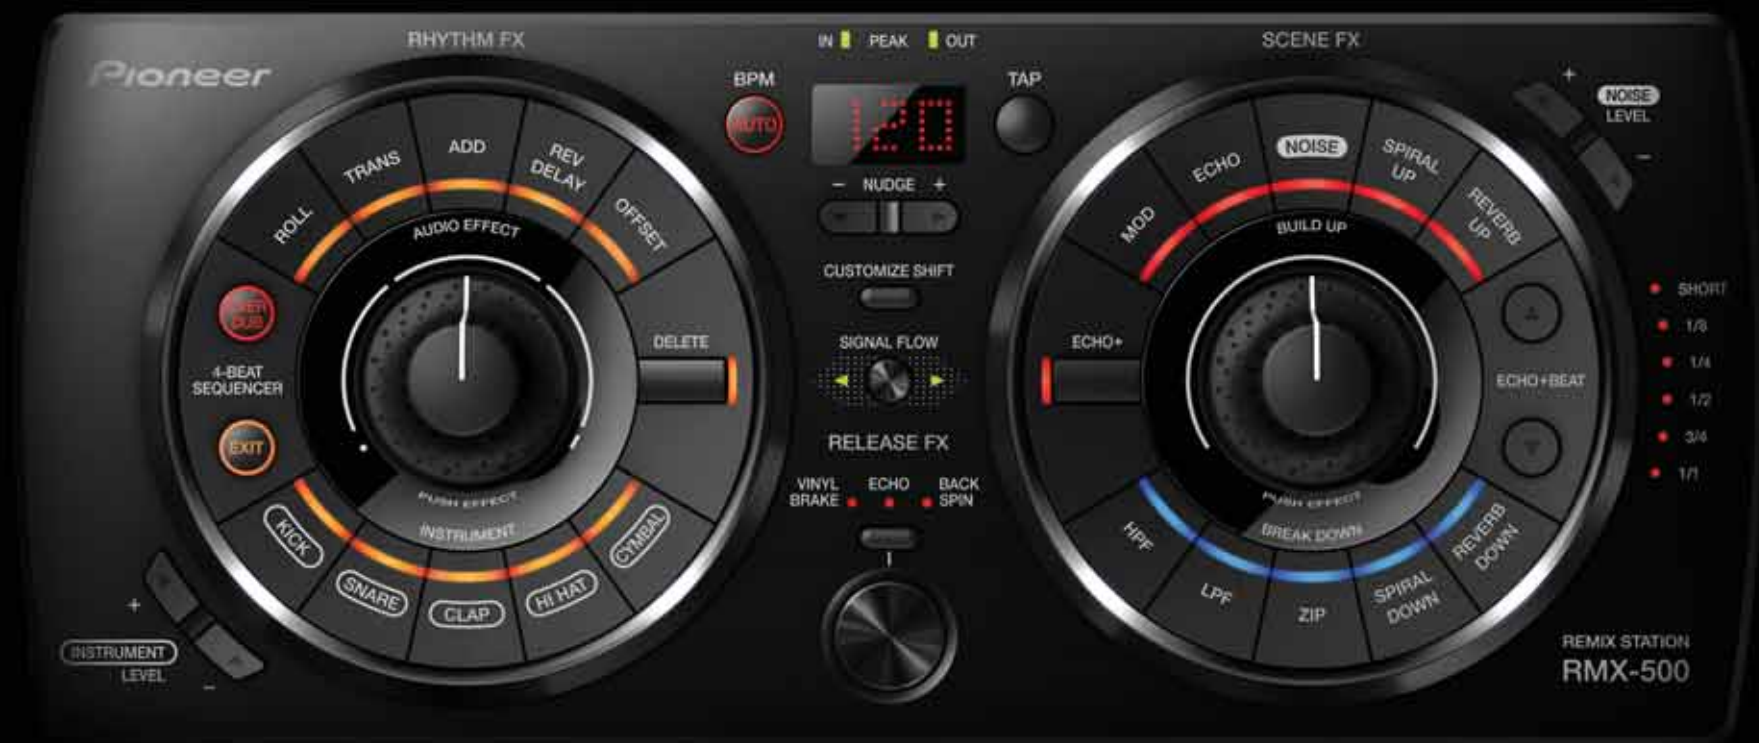 Pioneer
RHYTHM FX
ROLL
TRANS
ADD
REV
DELAY
OFFSET
AUDIO EFFECT
OVER
DUB
4-BEAT
SEQUENCER
EXIT
DELETE
PUSH EFFECT
INSTRUMENT
KICK
SNARE
CLAP
HI HAT
CYMBAL
+
INSTRUMENT
LEVEL
−
IN PEAK OUT
BPM
AUTO
120
TAP
− NUDGE +
CUSTOMIZE SHIFT
SIGNAL FLOW
RELEASE FX
VINYL
BRAKE
ECHO
BACK
SPIN
SCENE FX
MOD
ECHO
NOISE
SPIRAL
UP
REVERB
UP
BUILD UP
ECHO+
ECHO+BEAT
PUSH EFFECT
BREAK DOWN
HPF
LPF
ZIP
SPIRAL
DOWN
REVERB
DOWN
+
NOISE
LEVEL
−
SHORT
1/8
1/4
1/2
3/4
1/1
REMIX STATION
RMX-500